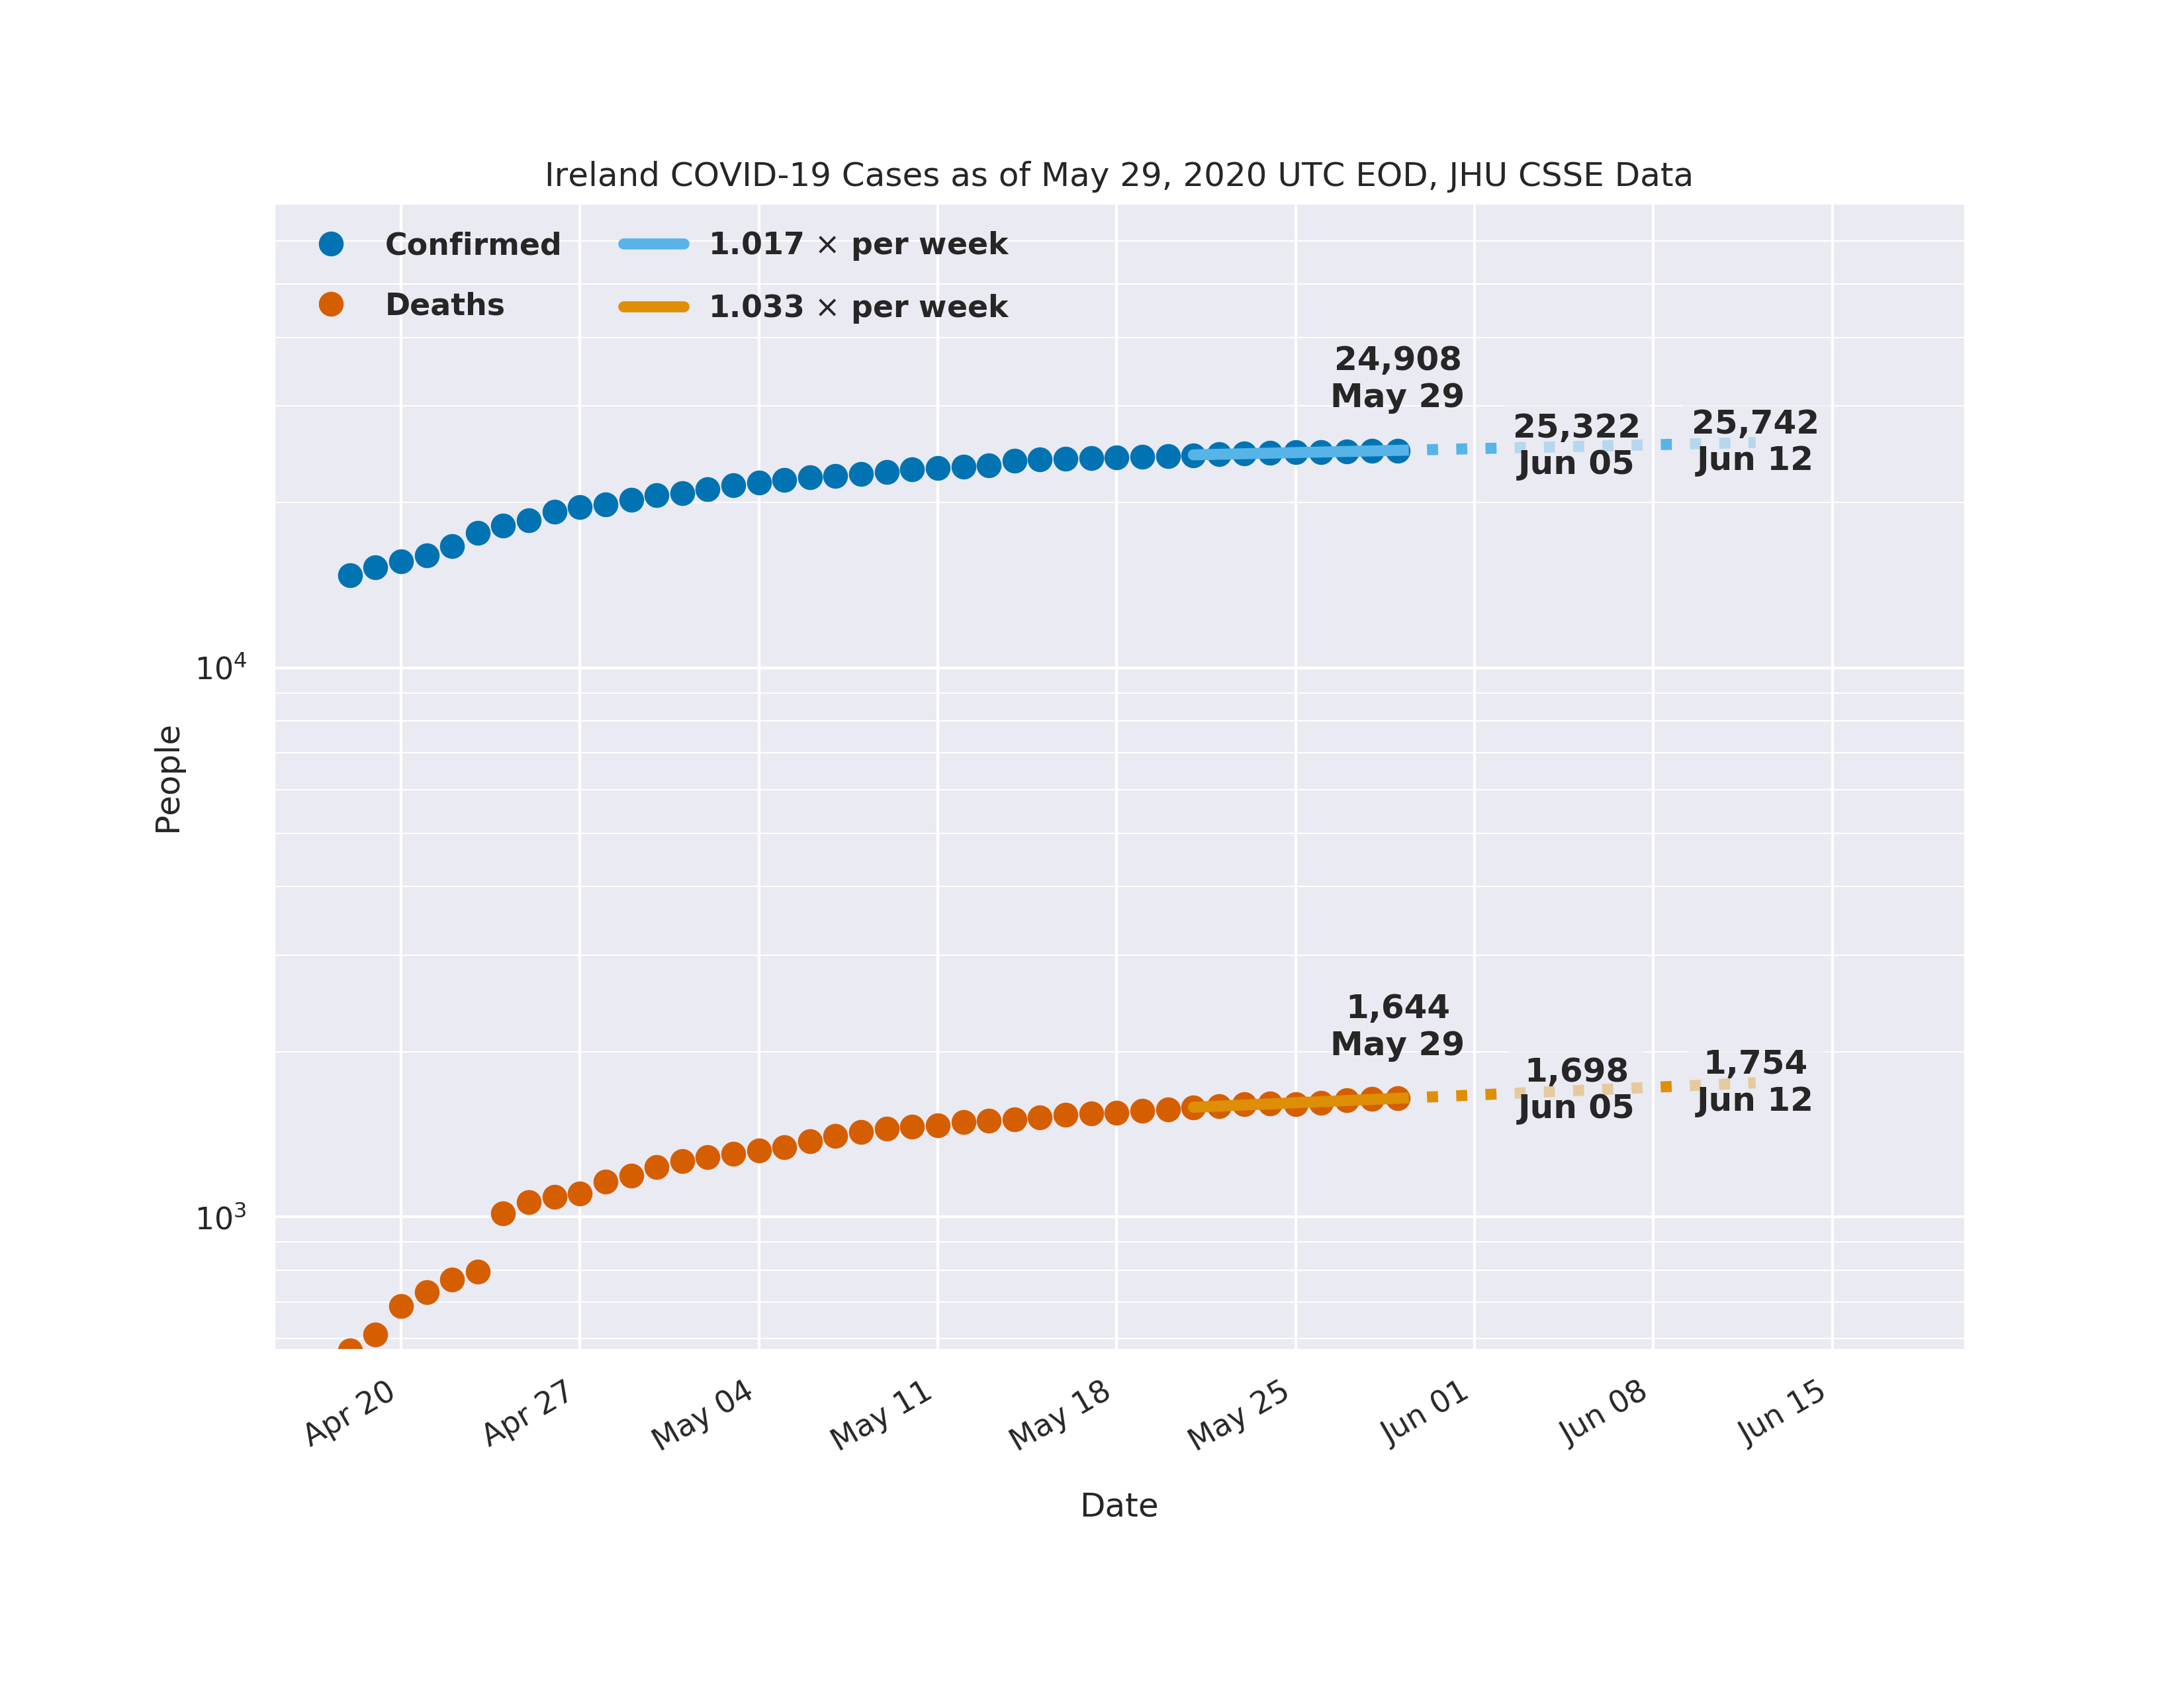 Ireland COVID-19 Cases as of May 29, 2020 UTC EOD, JHU CSSE Data
Confirmed
Deaths
1.017 × per week
1.033 × per week
24,908
May 29
25,322
Jun 05
25,742
Jun 12
1,644
May 29
1,698
Jun 05
1,754
Jun 12
People
10⁴
10³
Apr 20
Apr 27
May 04
May 11
May 18
May 25
Jun 01
Jun 08
Jun 15
Date